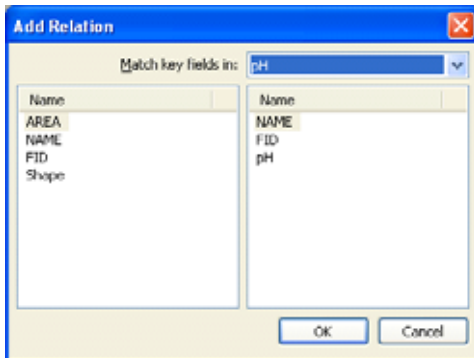 Add Relation
Match key fields in: pH
Name
AREA
NAME
FID
Shape
Name
NAME
FID
pH
OK Cancel